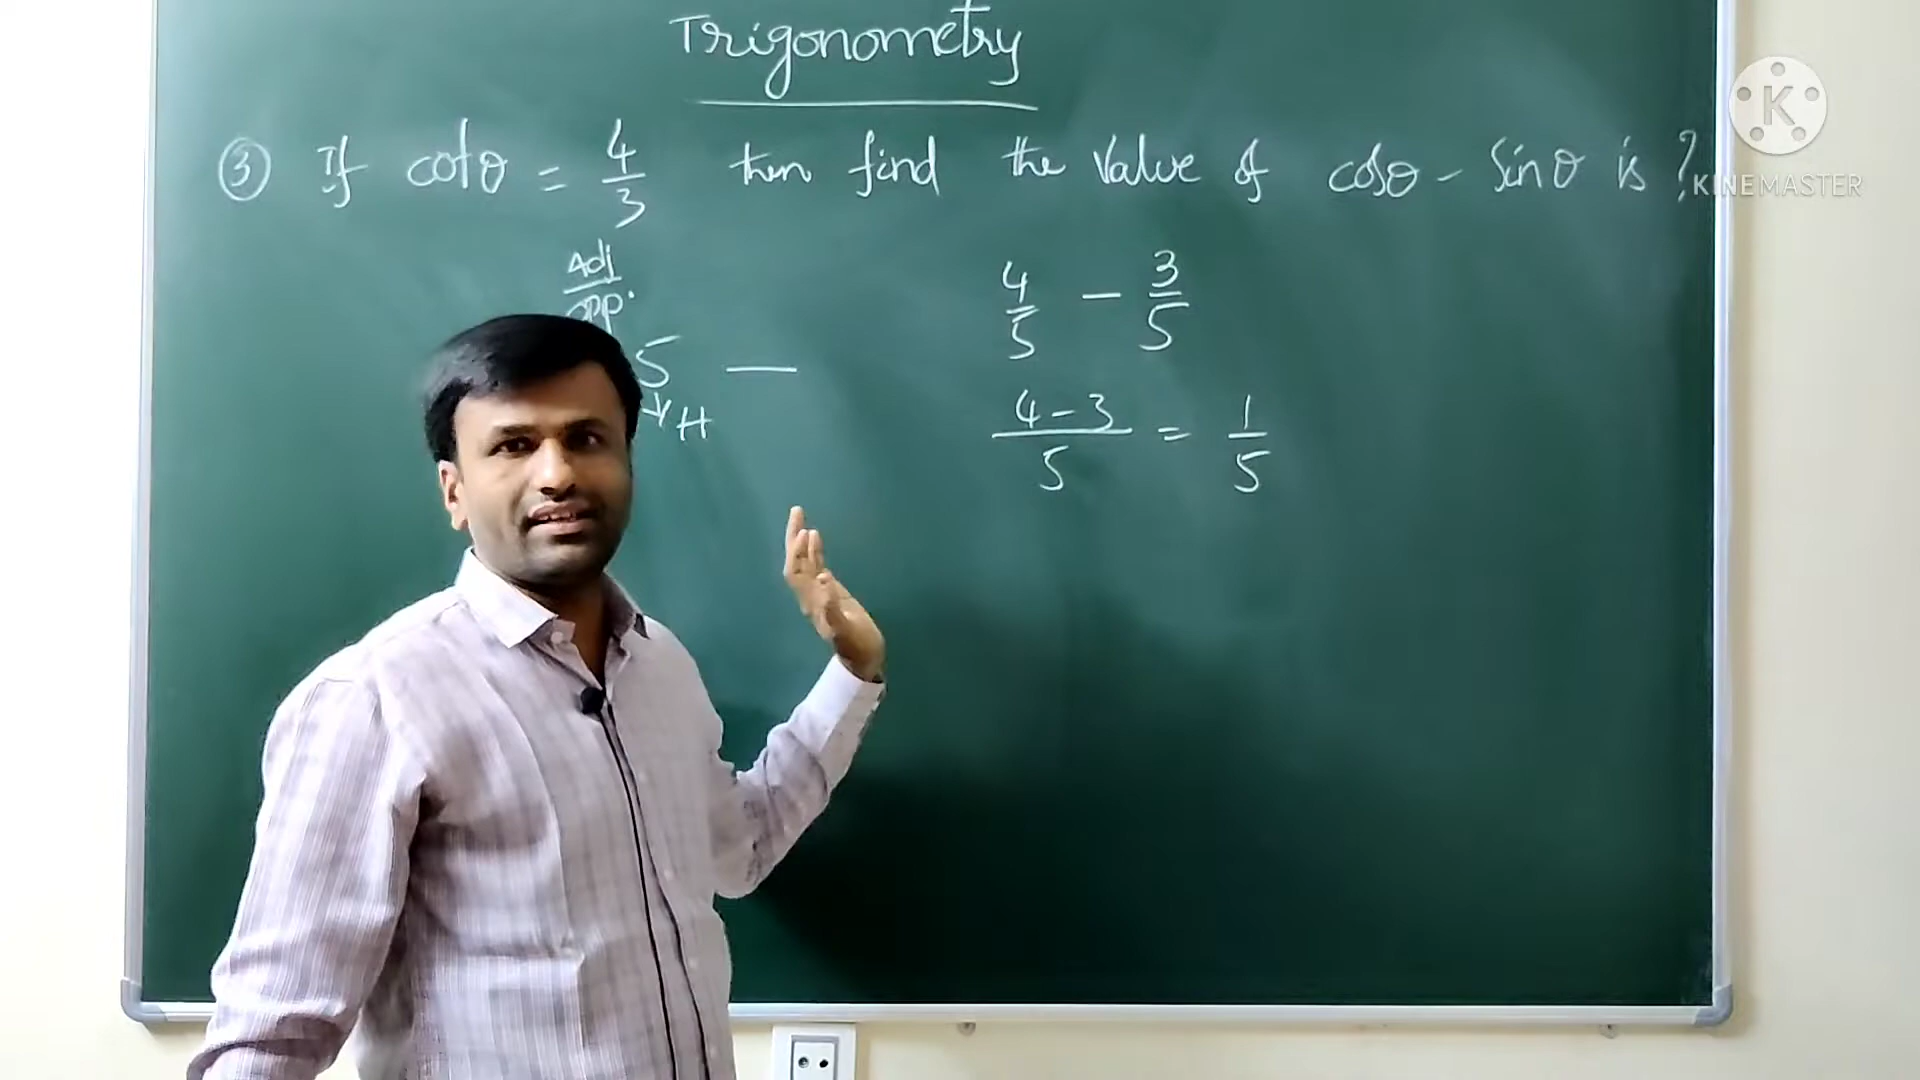 Trigonometry
③ If cotθ = 4/3 then find the value of cosθ - sinθ is ?
Adj/opp.
4/5 - 3/5
5 —
H
4-3/5 = 1/5
K
KINEMASTER